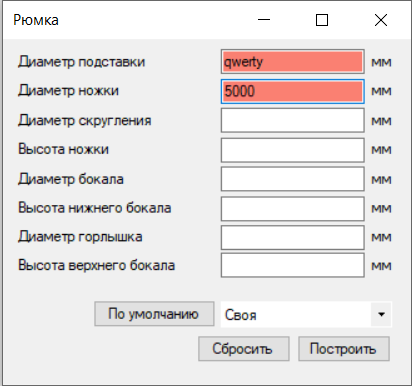 Рюмка
Диаметр подставки qwerty мм
Диаметр ножки 5000 мм
Диаметр скругления мм
Высота ножки мм
Диаметр бокала мм
Высота нижнего бокала мм
Диаметр горлышка мм
Высота верхнего бокала мм
По умолчанию Своя
Сбросить Построить